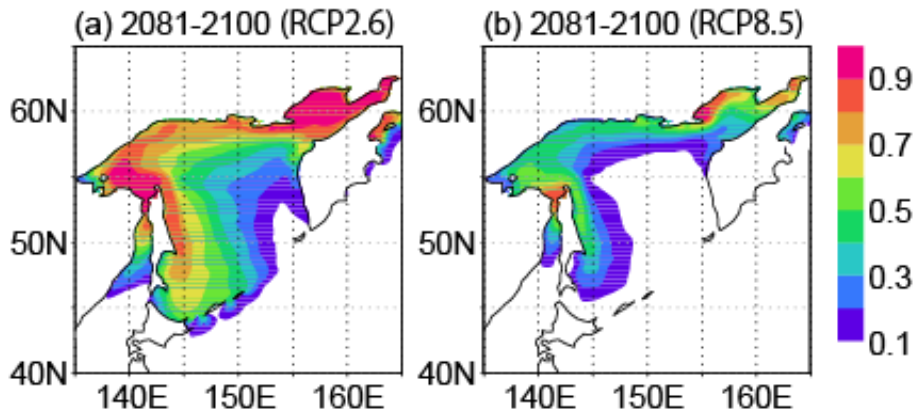 (a) 2081-2100 (RCP2.6) (b) 2081-2100 (RCP8.5)
60N 60N 0.9
0.7
50N 50N 0.5
0.3
40N 40N 0.1
140E 150E 160E 140E 150E 160E